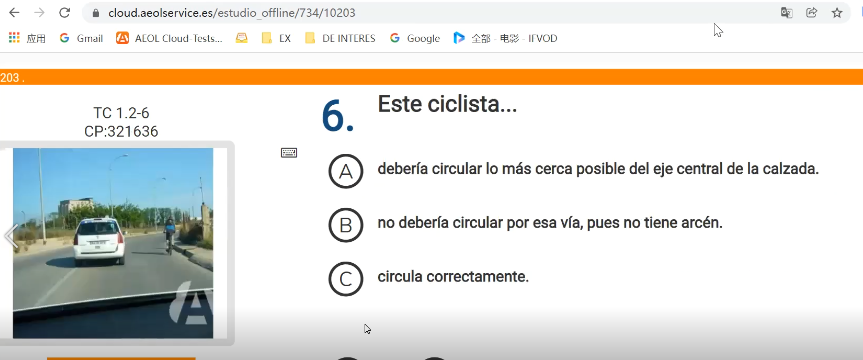 cloud.aeolservice.es/estudio_offline/734/10203
应用 Gmail AEOL Cloud-Tests... EX DE INTERES Google 全部 - 电影 - IFVOD
203 .
TC 1.2-6
CP:321636
6. Este ciclista...
A debería circular lo más cerca posible del eje central de la calzada.
B no debería circular por esa vía, pues no tiene arcén.
C circula correctamente.